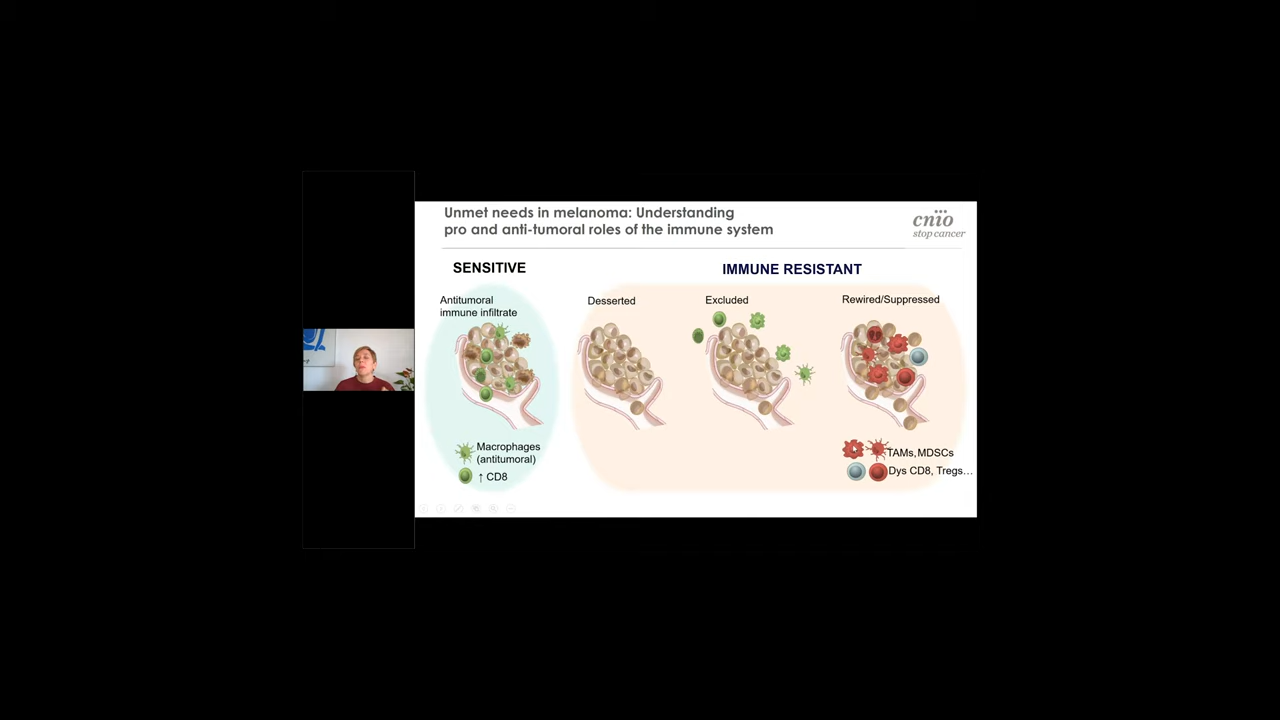 Unmet needs in melanoma: Understanding
pro and anti-tumoral roles of the immune system
cnio
stop cancer
SENSITIVE
IMMUNE RESISTANT
Antitumoral
immune infiltrate
Desserted
Excluded
Rewired/Suppressed
Macrophages
(antitumoral)
↑ CD8
TAMs, MDSCs
Dys CD8, Tregs...